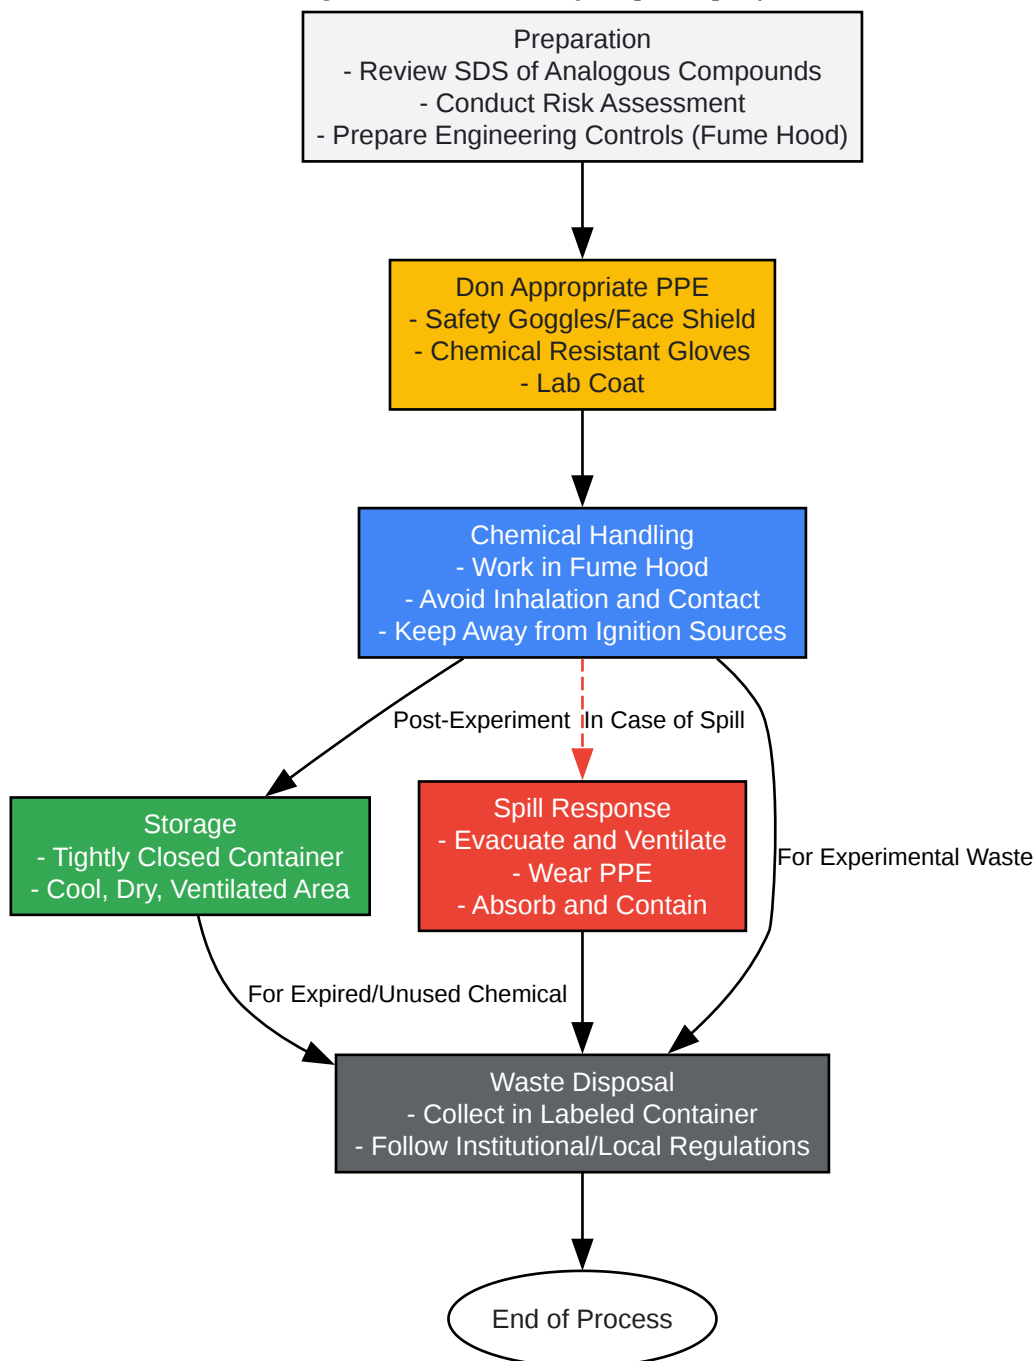 Preparation
- Review SDS of Analogous Compounds
- Conduct Risk Assessment
- Prepare Engineering Controls (Fume Hood)
Don Appropriate PPE
- Safety Goggles/Face Shield
- Chemical Resistant Gloves
- Lab Coat
Chemical Handling
- Work in Fume Hood
- Avoid Inhalation and Contact
- Keep Away from Ignition Sources
Post-Experiment
In Case of Spill
Storage
- Tightly Closed Container
- Cool, Dry, Ventilated Area
Spill Response
- Evacuate and Ventilate
- Wear PPE
- Absorb and Contain
For Experimental Waste
For Expired/Unused Chemical
Waste Disposal
- Collect in Labeled Container
- Follow Institutional/Local Regulations
End of Process